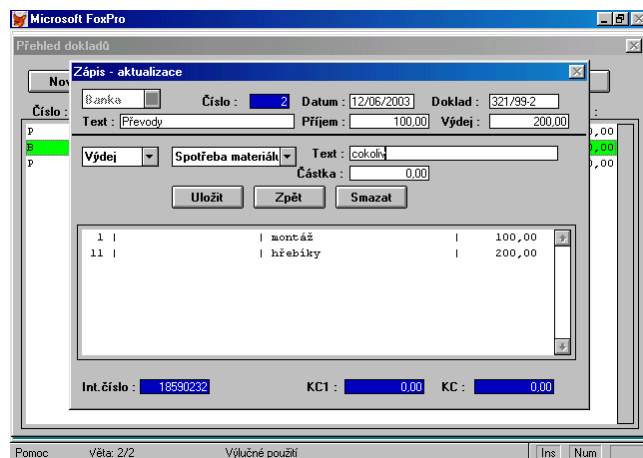 Microsoft FoxPro
Přehled dokladů
Nov
Číslo :
:
P
,00
B
,00
P
,00
Zápis - aktualizace
Banka Číslo : 2 Datum : 12/06/2003 Doklad : 321/99-2
Text : Převody Příjem : 100,00 Výdej : 200,00
Výdej Spotřeba materiálu Text : cokoliv
Částka : 0,00
Uložit Zpět Smazat
1 | | montáž | 100,00
11 | | hřebíky | 200,00
Int.číslo : 18590232 KC1 : 0,00 KC : 0,00
Pomoc Věta: 2/2 Výlučné použití Ins Num